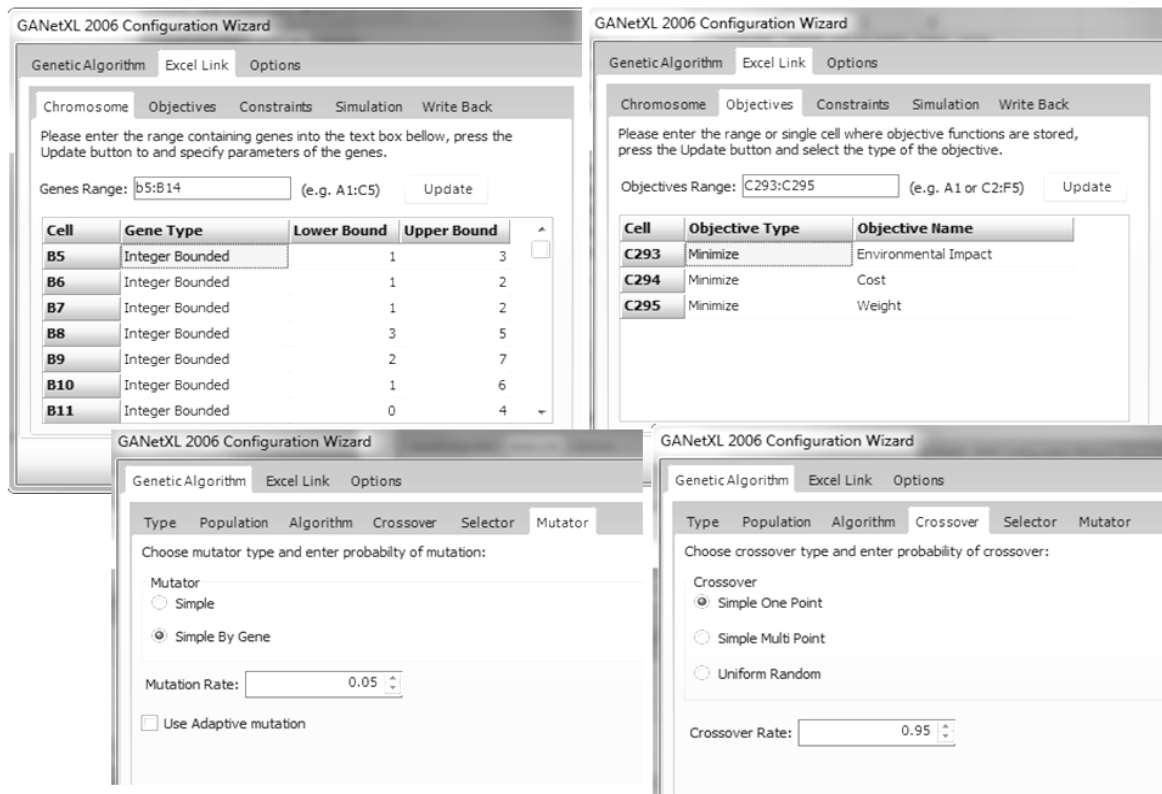 GANetXL 2006 Configuration Wizard
Genetic Algorithm Excel Link Options
Chromosome Objectives Constraints Simulation Write Back
Please enter the range containing genes into the text box bellow, press the
Update button to and specify parameters of the genes.
Genes Range: b5:B14 (e.g. A1:C5) Update
Cell Gene Type Lower Bound Upper Bound
B5 Integer Bounded 1 3
B6 Integer Bounded 1 2
B7 Integer Bounded 1 2
B8 Integer Bounded 3 5
B9 Integer Bounded 2 7
B10 Integer Bounded 1 6
B11 Integer Bounded 0 4
GANetXL 2006 Configuration Wizard
Genetic Algorithm Excel Link Options
Chromosome Objectives Constraints Simulation Write Back
Please enter the range or single cell where objective functions are stored,
press the Update button and select the type of the objective.
Objectives Range: C293:C295 (e.g. A1 or C2:F5) Update
Cell Objective Type Objective Name
C293 Minimize Environmental Impact
C294 Minimize Cost
C295 Minimize Weight
GANetXL 2006 Configuration Wizard
Genetic Algorithm Excel Link Options
Type Population Algorithm Crossover Selector Mutator
Choose mutator type and enter probabilty of mutation:
Mutator
Simple
Simple By Gene
Mutation Rate: 0.05
Use Adaptive mutation
GANetXL 2006 Configuration Wizard
Genetic Algorithm Excel Link Options
Type Population Algorithm Crossover Selector Mutator
Choose crossover type and enter probability of crossover:
Crossover
Simple One Point
Simple Multi Point
Uniform Random
Crossover Rate: 0.95